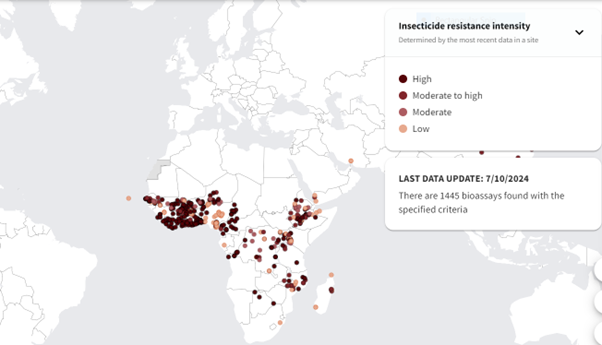 Insecticide resistance intensity
Determined by the most recent data in a site
High
Moderate to high
Moderate
Low
LAST DATA UPDATE: 7/10/2024
There are 1445 bioassays found with the
specified criteria